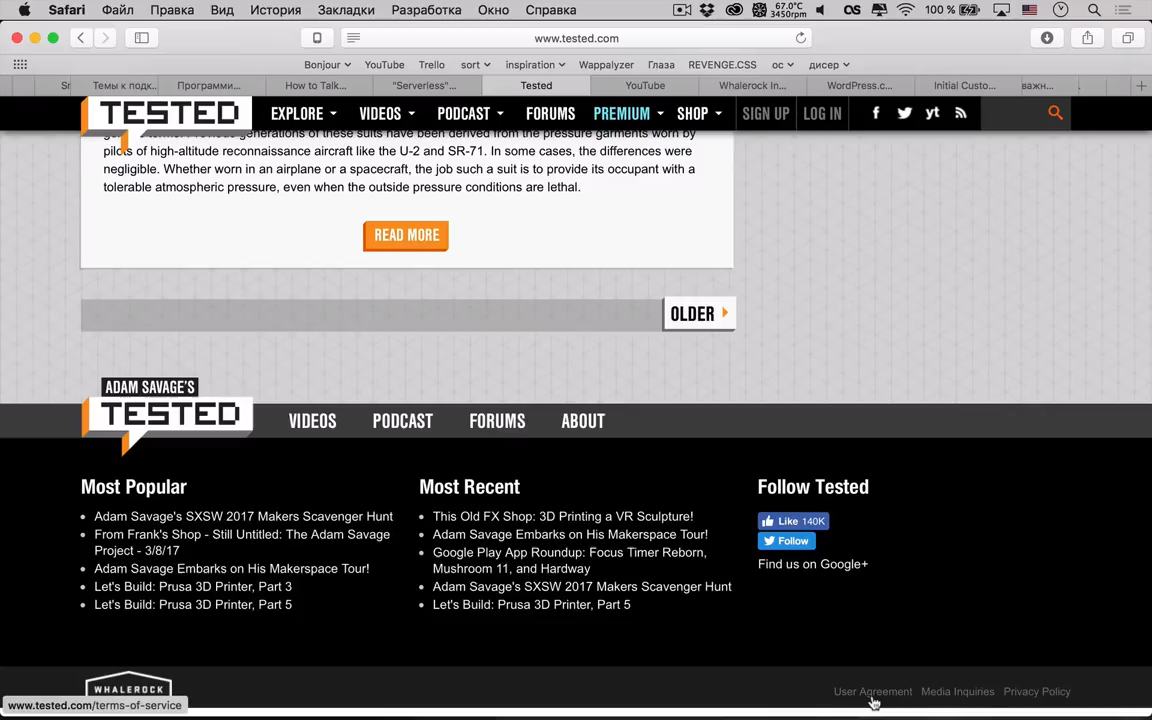 Safari Файл Правка Вид История Закладки Разработка Окно Справка 67.0°C 3450rpm 100 %
www.tested.com
Bonjour YouTube Trello sort inspiration Wappalyzer Глаза REVENGE.CSS ос дисер
Темы к подк... Программи... How to Talk... "Serverless"... Tested YouTube Whalerock In... WordPress.c... Initial Custo... важн...
TESTED EXPLORE VIDEOS PODCAST FORUMS PREMIUM SHOP SIGN UP LOG IN
generations of these suits have been derived from the pressure garments worn by
pilots of high-altitude reconnaissance aircraft like the U-2 and SR-71. In some cases, the differences were
negligible. Whether worn in an airplane or a spacecraft, the job such a suit is to provide its occupant with a
tolerable atmospheric pressure, even when the outside pressure conditions are lethal.
READ MORE
OLDER
ADAM SAVAGE'S
TESTED VIDEOS PODCAST FORUMS ABOUT
Most Popular
Adam Savage's SXSW 2017 Makers Scavenger Hunt
From Frank's Shop - Still Untitled: The Adam Savage
Project - 3/8/17
Adam Savage Embarks on His Makerspace Tour!
Let's Build: Prusa 3D Printer, Part 3
Let's Build: Prusa 3D Printer, Part 5
Most Recent
This Old FX Shop: 3D Printing a VR Sculpture!
Adam Savage Embarks on His Makerspace Tour!
Google Play App Roundup: Focus Timer Reborn,
Mushroom 11, and Hardway
Adam Savage's SXSW 2017 Makers Scavenger Hunt
Let's Build: Prusa 3D Printer, Part 5
Follow Tested
Like 140K
Follow
Find us on Google+
WHALEROCK
User Agreement Media Inquiries Privacy Policy
www.tested.com/terms-of-service